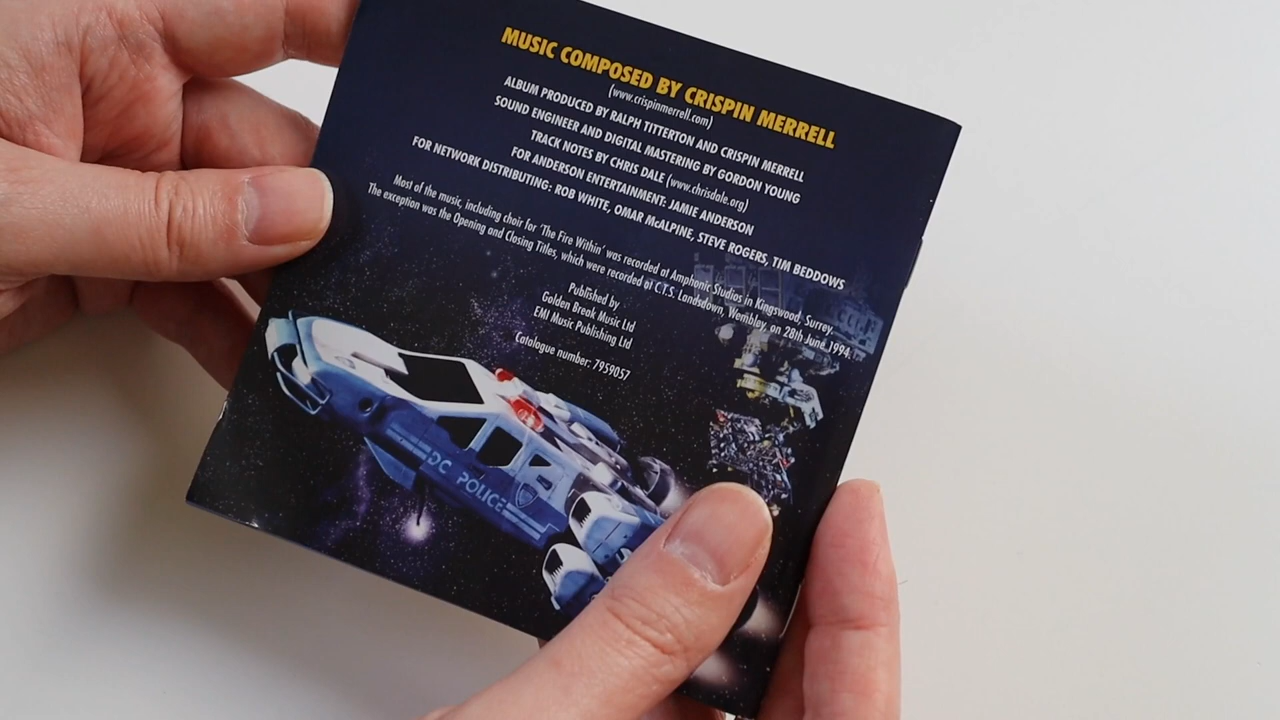 MUSIC COMPOSED BY CRISPIN MERRELL
(www.crispinmerrell.com)
ALBUM PRODUCED BY RALPH TITTERTON AND CRISPIN MERRELL
SOUND ENGINEER AND DIGITAL MASTERING BY GORDON YOUNG
TRACK NOTES BY CHRIS DALE (www.chrisdale.org)
FOR ANDERSON ENTERTAINMENT: JAMIE ANDERSON
FOR NETWORK DISTRIBUTING: ROB WHITE, OMAR McALPINE, STEVE ROGERS, TIM BEDDOWS
Most of the music, including choir for 'The Fire Within' was recorded at Amphonic Studios in Kingswood, Surrey.
The exception was the Opening and Closing Titles, which were recorded at C.T.S. Landsdown, Wembley, on 28th June 1994.
Published by
Golden Break Music Ltd
EMI Music Publishing Ltd
Catalogue number: 7959057
DC POLICE